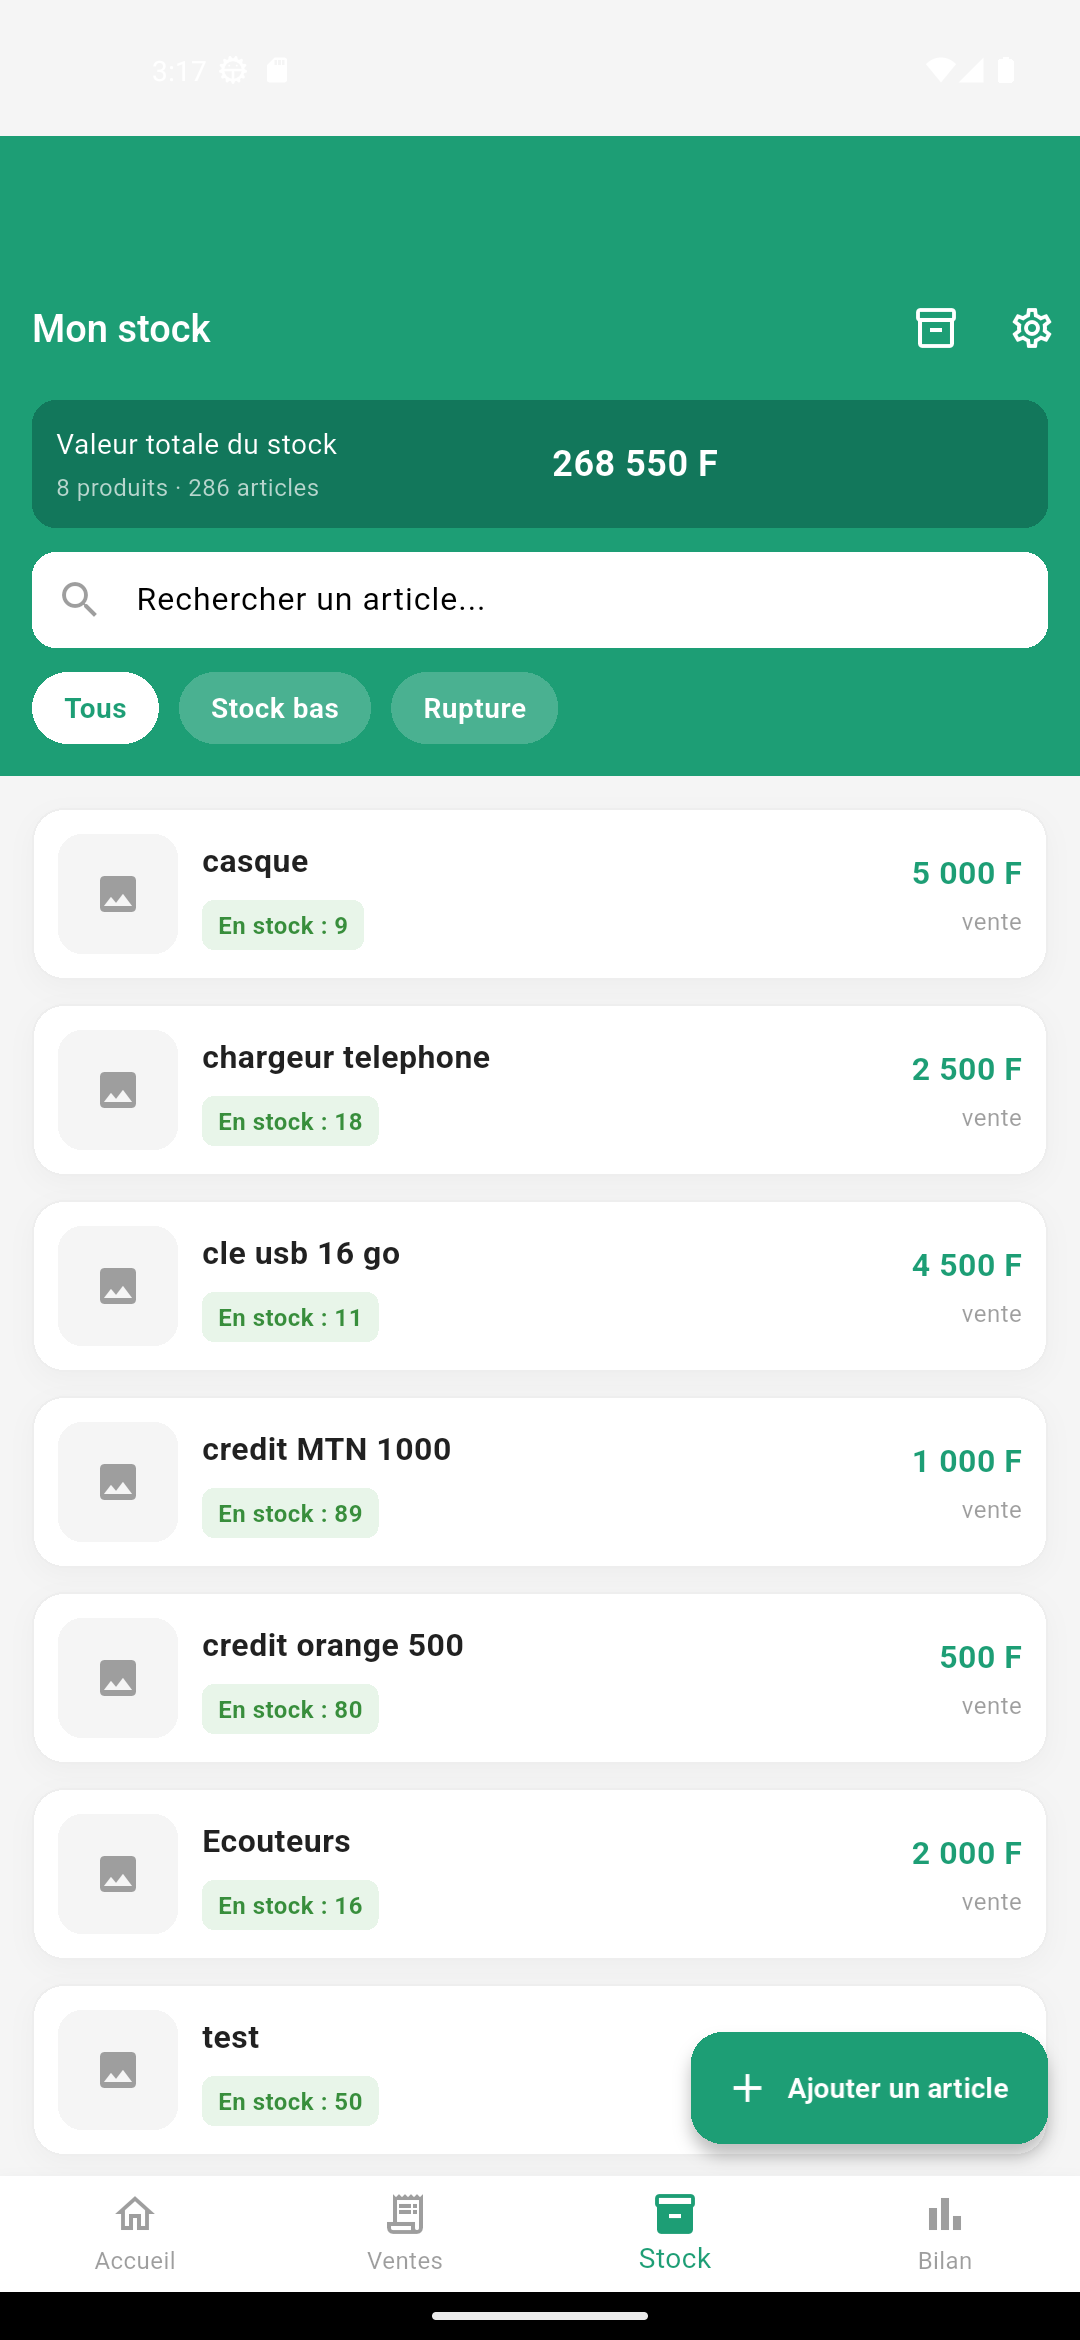 3:17
Mon stock
Valeur totale du stock
8 produits · 286 articles
268 550 F
Rechercher un article...
Tous
Stock bas
Rupture
casque
En stock : 9
5 000 F
vente
chargeur telephone
En stock : 18
2 500 F
vente
cle usb 16 go
En stock : 11
4 500 F
vente
credit MTN 1000
En stock : 89
1 000 F
vente
credit orange 500
En stock : 80
500 F
vente
Ecouteurs
En stock : 16
2 000 F
vente
test
En stock : 50
Ajouter un article
Accueil
Ventes
Stock
Bilan